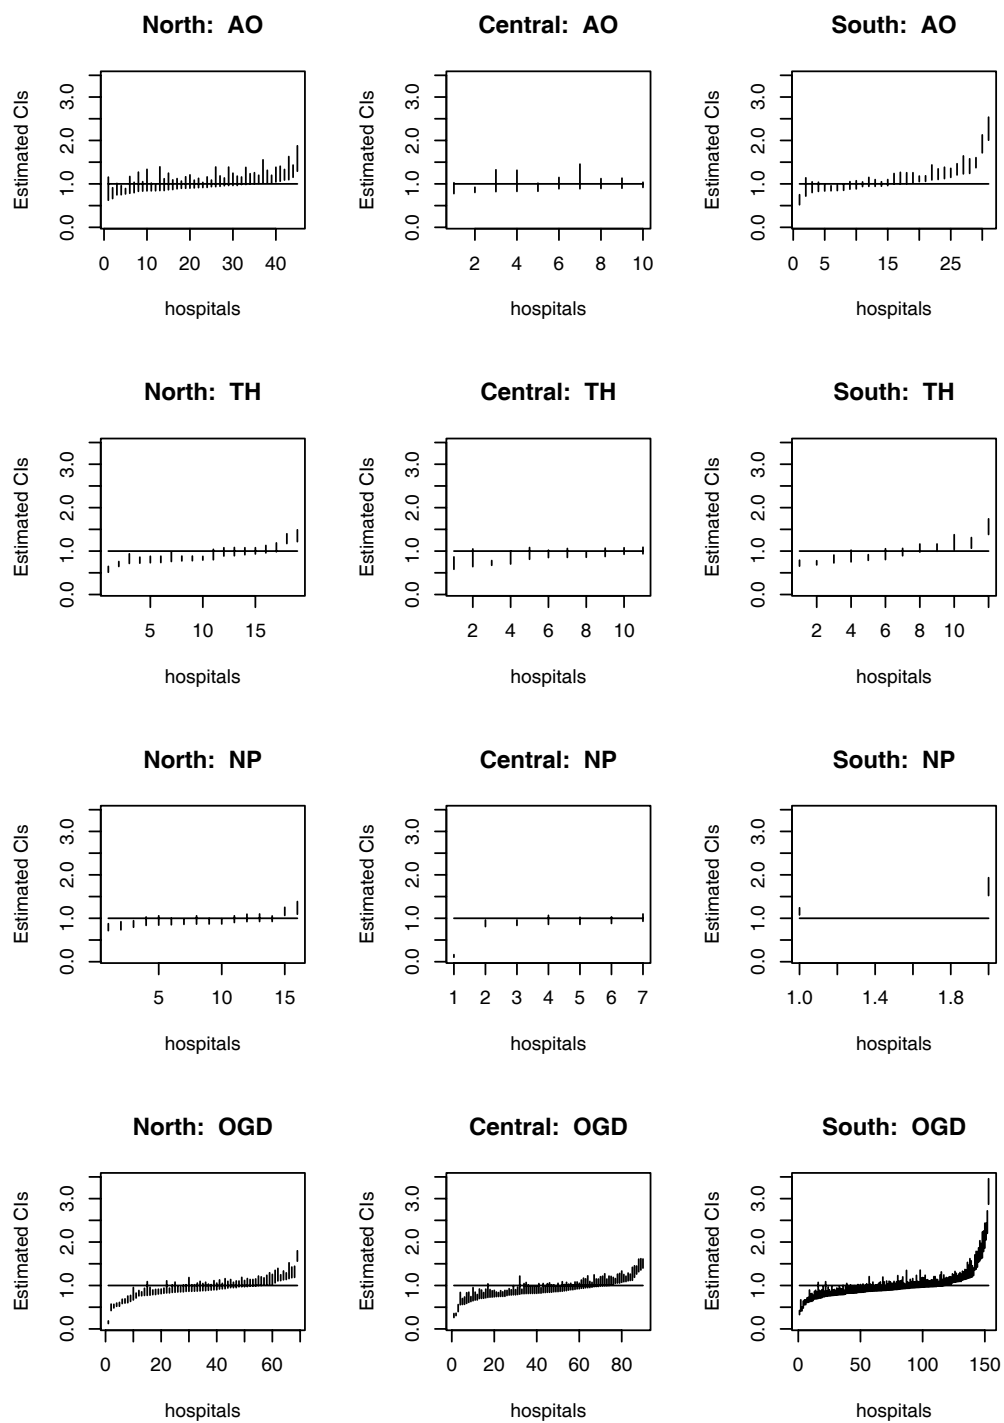 North: AO Central: AO South: AO
Estimated CIs Estimated CIs Estimated CIs
3.0 3.0 3.0
2.0 2.0 2.0
1.0 1.0 1.0
0.0 0.0 0.0
0 10 20 30 40 2 4 6 8 10 0 5 15 25
hospitals hospitals hospitals
North: TH Central: TH South: TH
Estimated CIs Estimated CIs Estimated CIs
3.0 3.0 3.0
2.0 2.0 2.0
1.0 1.0 1.0
0.0 0.0 0.0
5 10 15 2 4 6 8 10 2 4 6 8 10
hospitals hospitals hospitals
North: NP Central: NP South: NP
Estimated CIs Estimated CIs Estimated CIs
3.0 3.0 3.0
2.0 2.0 2.0
1.0 1.0 1.0
0.0 0.0 0.0
5 10 15 1 2 3 4 5 6 7 1.0 1.4 1.8
hospitals hospitals hospitals
North: OGD Central: OGD South: OGD
Estimated CIs Estimated CIs Estimated CIs
3.0 3.0 3.0
2.0 2.0 2.0
1.0 1.0 1.0
0.0 0.0 0.0
0 20 40 60 0 20 40 60 80 0 50 100 150
hospitals hospitals hospitals